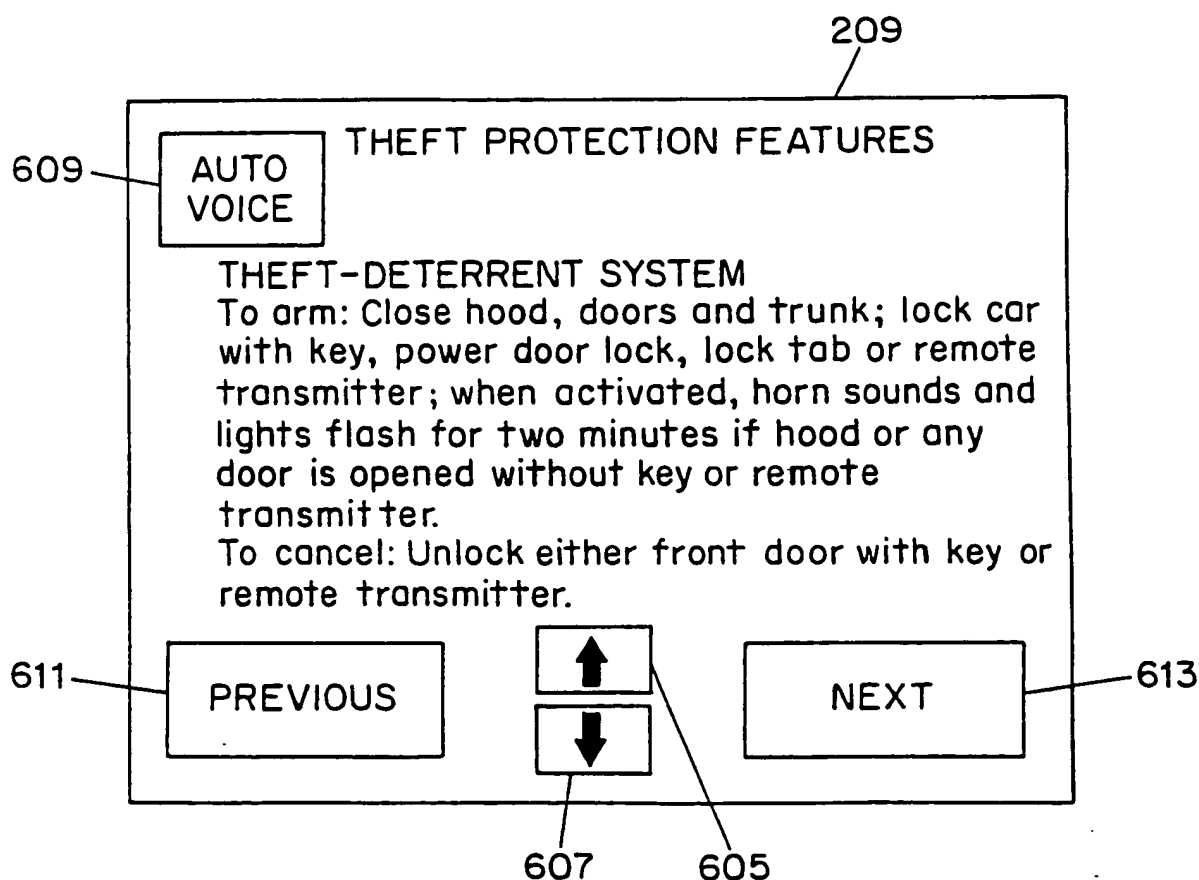 209
THEFT PROTECTION FEATURES
609
AUTO
VOICE
THEFT-DETERRENT SYSTEM
To arm: Close hood, doors and trunk; lock car
with key, power door lock, lock tab or remote
transmitter; when activated, horn sounds and
lights flash for two minutes if hood or any
door is opened without key or remote
transmitter.
To cancel: Unlock either front door with key or
remote transmitter.
611
PREVIOUS
NEXT
613
607
605